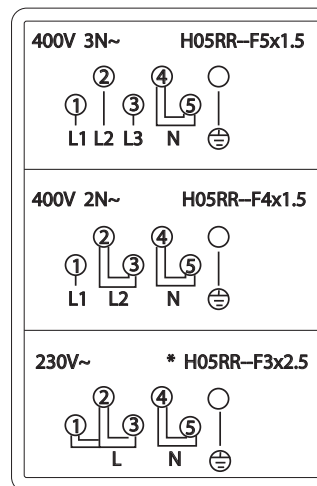 400V 3N~ H05RR-F5x1.5
2 4
1 3 5
L1 L2 L3 N
400V 2N~ H05RR-F4x1.5
2 4
1 3 5
L1 L2 N
230V~ * H05RR-F3x2.5
2 4
1 3 5
L N